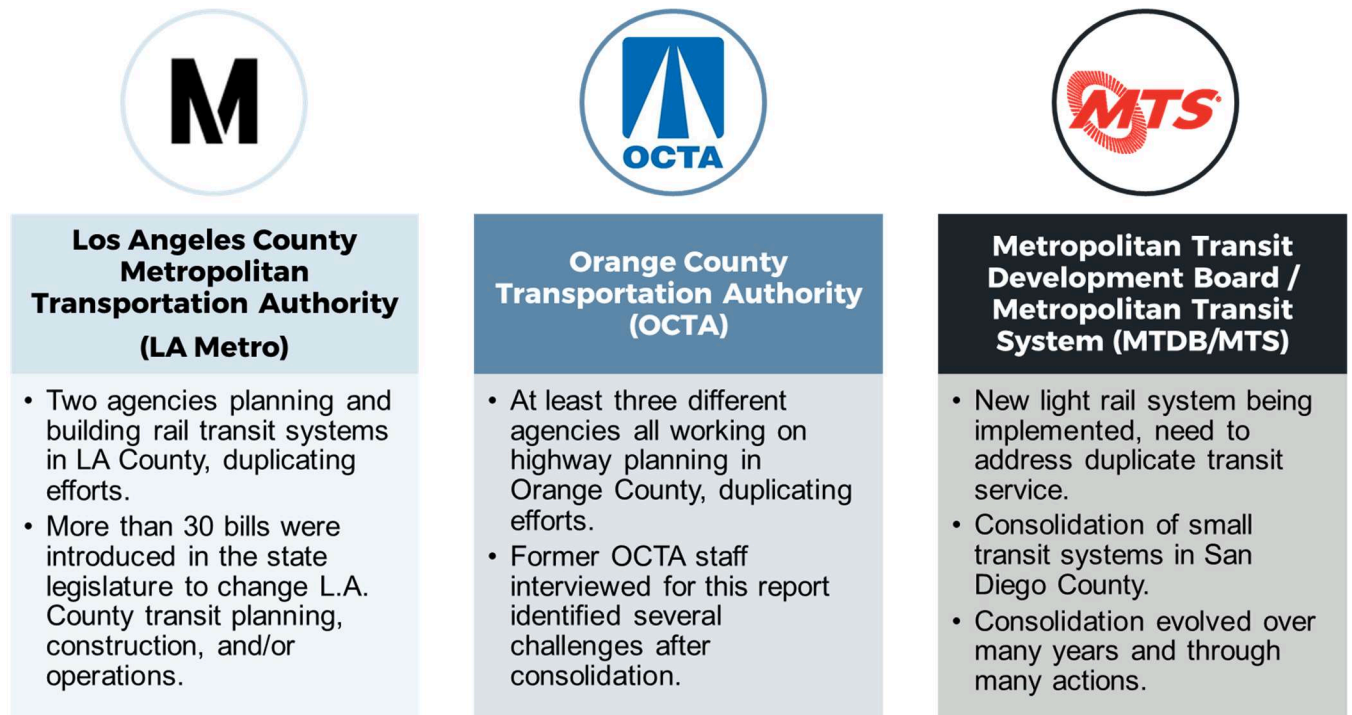 M
Los Angeles County
Metropolitan
Transportation Authority
(LA Metro)
• Two agencies planning and
building rail transit systems
in LA County, duplicating
efforts.
• More than 30 bills were
introduced in the state
legislature to change L.A.
County transit planning,
construction, and/or
operations.
OCTA
Orange County
Transportation Authority
(OCTA)
• At least three different
agencies all working on
highway planning in
Orange County, duplicating
efforts.
• Former OCTA staff
interviewed for this report
identified several
challenges after
consolidation.
MTS
Metropolitan Transit
Development Board /
Metropolitan Transit
System (MTDB/MTS)
• New light rail system being
implemented, need to
address duplicate transit
service.
• Consolidation of small
transit systems in San
Diego County.
• Consolidation evolved over
many years and through
many actions.